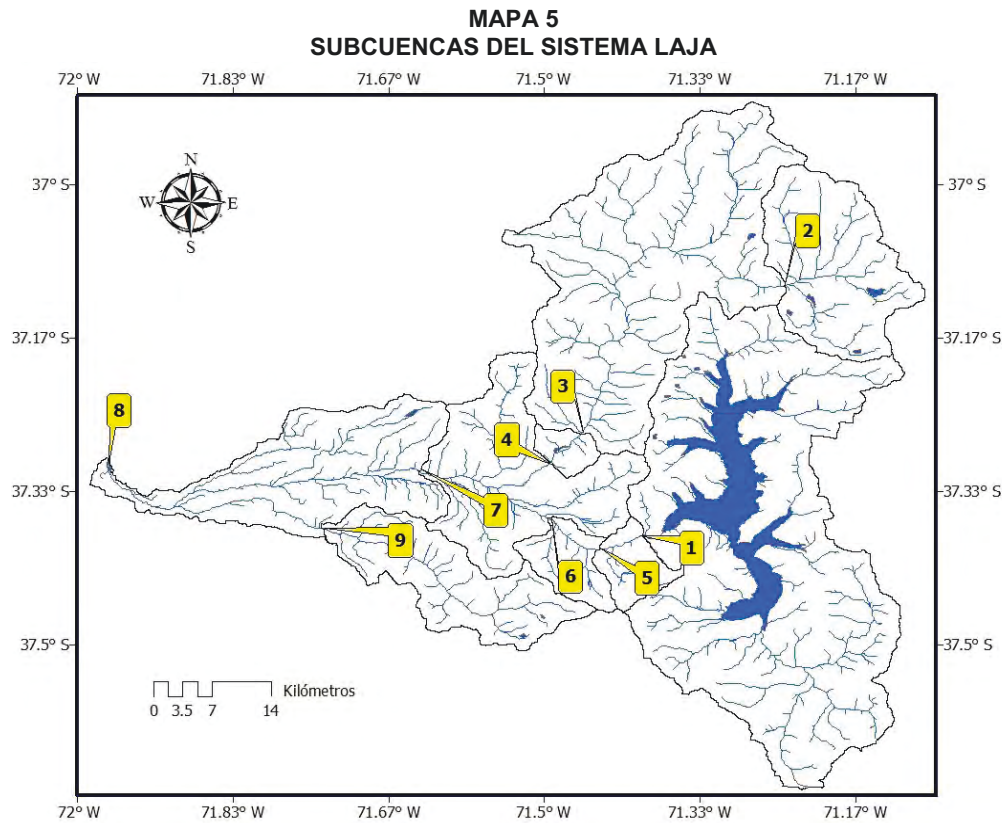 MAPA 5
SUBCUENCAS DEL SISTEMA LAJA
72° W 71.83° W 71.67° W 71.5° W 71.33° W 71.17° W
N
W E
S
37° S 37° S
2
37.17° S 37.17° S
3
8
4
37.33° S 37.33° S
7
9
1
6 5
37.5° S 37.5° S
Kilómetros
0 3.5 7 14
72° W 71.83° W 71.67° W 71.5° W 71.33° W 71.17° W